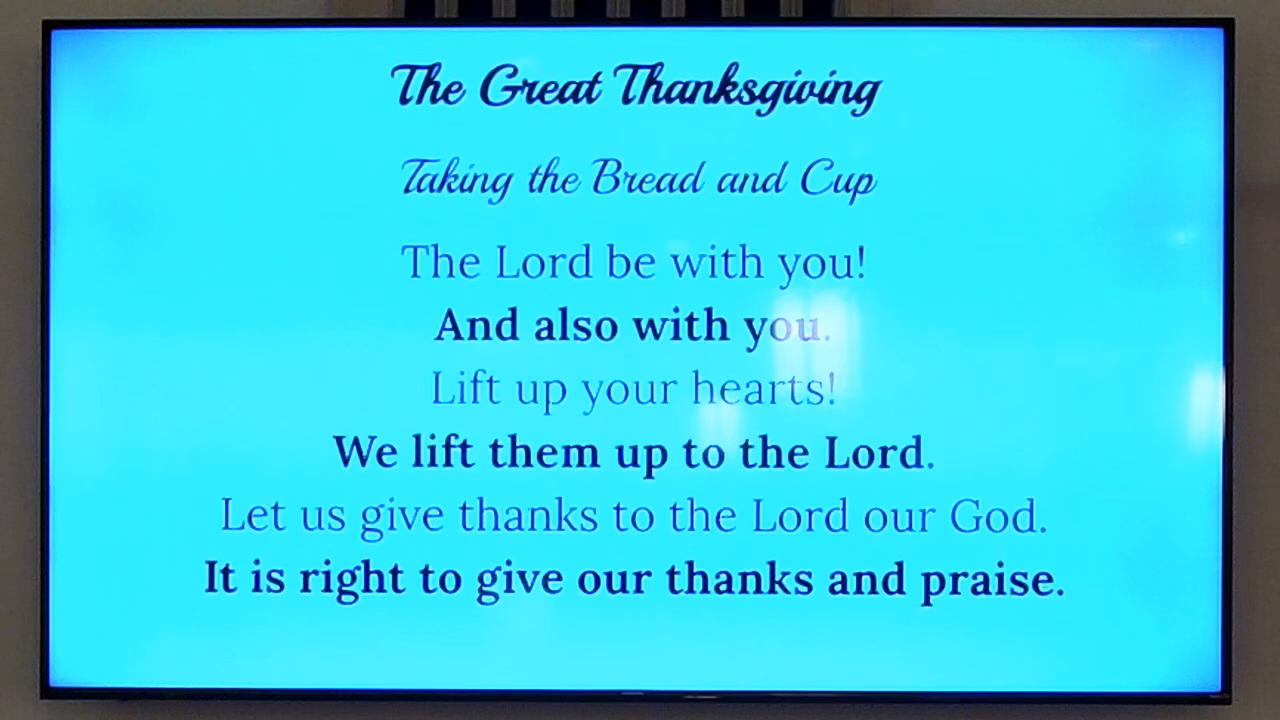 The Great Thanksgiving
Taking the Bread and Cup
The Lord be with you!
And also with you.
Lift up your hearts!
We lift them up to the Lord.
Let us give thanks to the Lord our God.
It is right to give our thanks and praise.